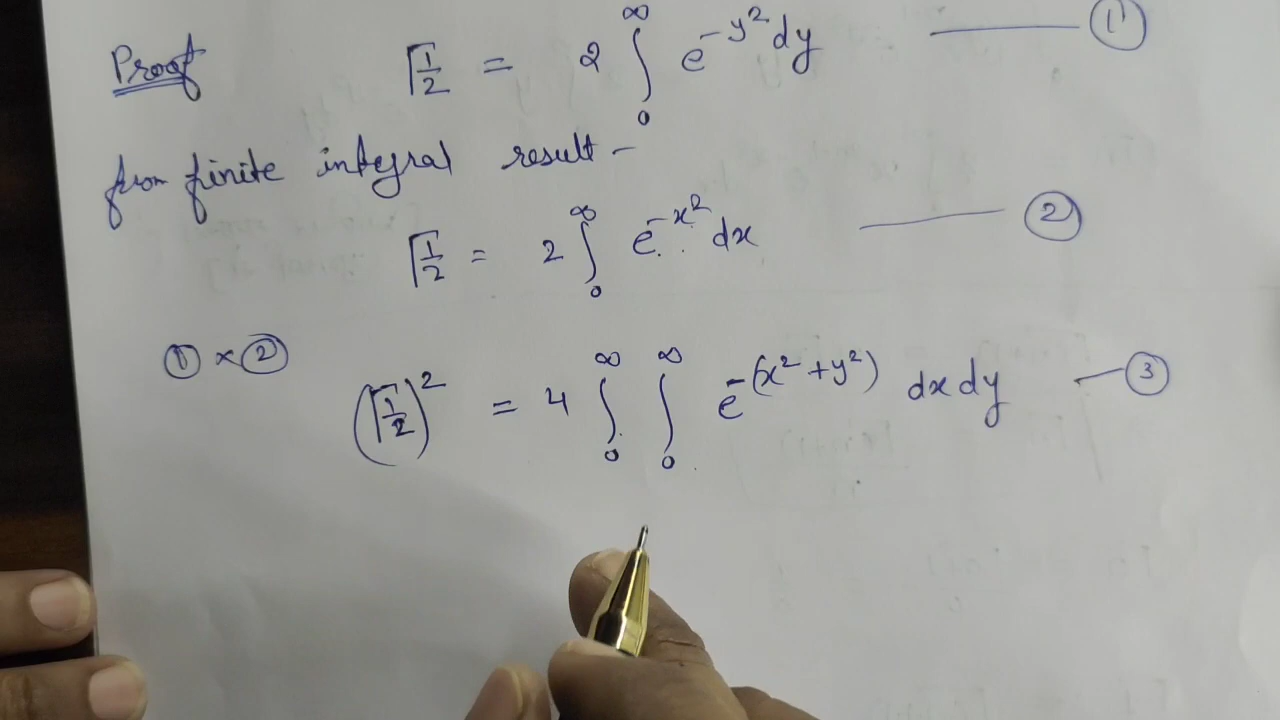 Proof Γ1/2 = 2 ∫₀^∞ e^{-y²} dy —— ①
from finite integral result –
Γ1/2 = 2 ∫₀^∞ e^{-x²} dx —— ②
① × ② (Γ1/2)² = 4 ∫₀^∞ ∫₀^∞ e^{-(x²+y²)} dx dy — ③